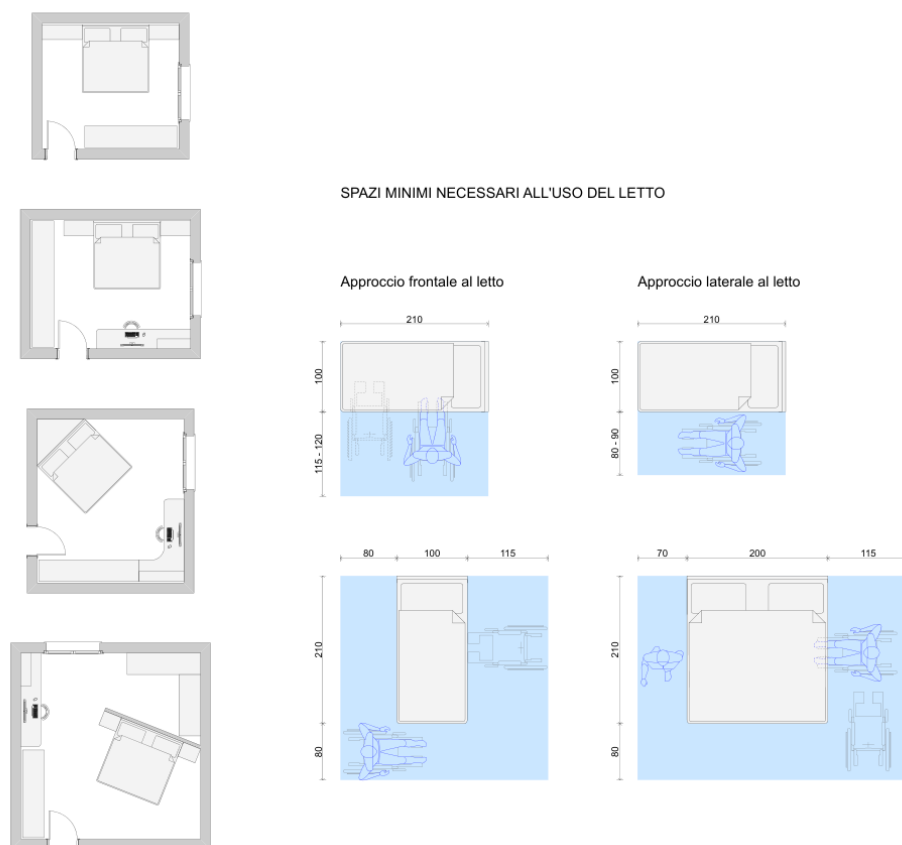 SPAZI MINIMI NECESSARI ALL'USO DEL LETTO
Approccio frontale al letto
Approccio laterale al letto
210
210
100
115 - 120
100
80 - 90
80
100
115
210
80
70
200
115
210
80